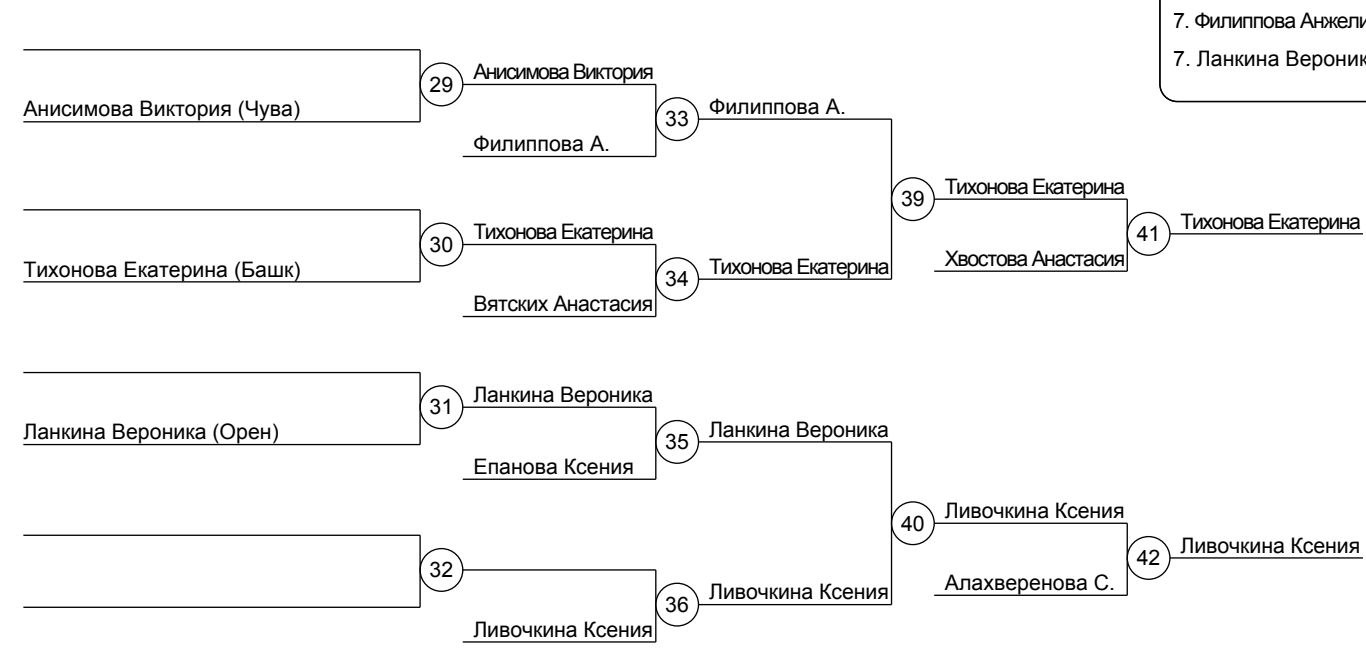 7. Филиппова Анжели
7. Ланкина Вероник
29
Анисимова Виктория
Анисимова Виктория (Чува)
33
Филиппова А.
Филиппова А.
39
Тихонова Екатерина
30
Тихонова Екатерина
Тихонова Екатерина (Башк)
34
Тихонова Екатерина
Вятских Анастасия
41
Тихонова Екатерина
Хвостова Анастасия
31
Ланкина Вероника
Ланкина Вероника (Орен)
35
Ланкина Вероника
Епанова Ксения
40
Ливочкина Ксения
32
36
Ливочкина Ксения
Ливочкина Ксения
42
Ливочкина Ксения
Алахверенова С.